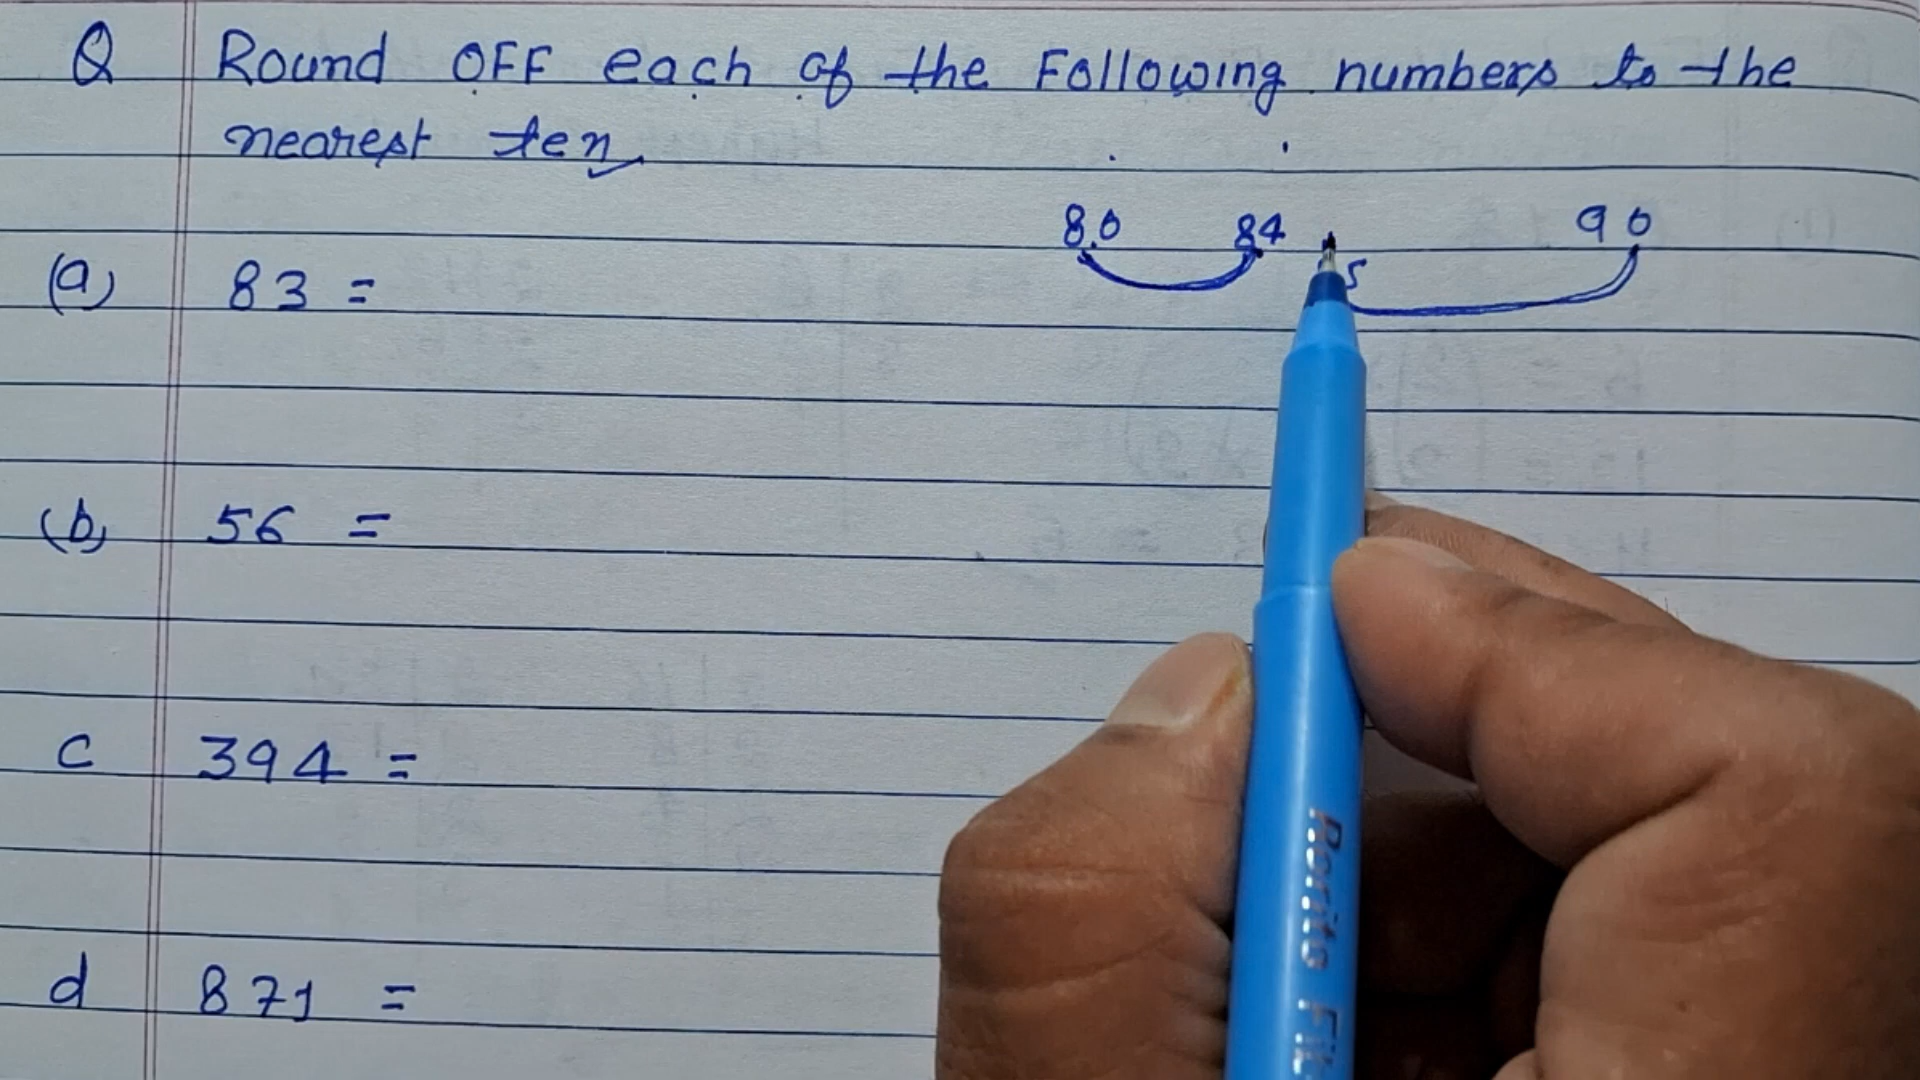 Q Round OFF each of the Following numbers to the
nearest ten
80 84 90
5
(a) 83 =
(b) 56 =
c 394 =
d 871 =
Rorito